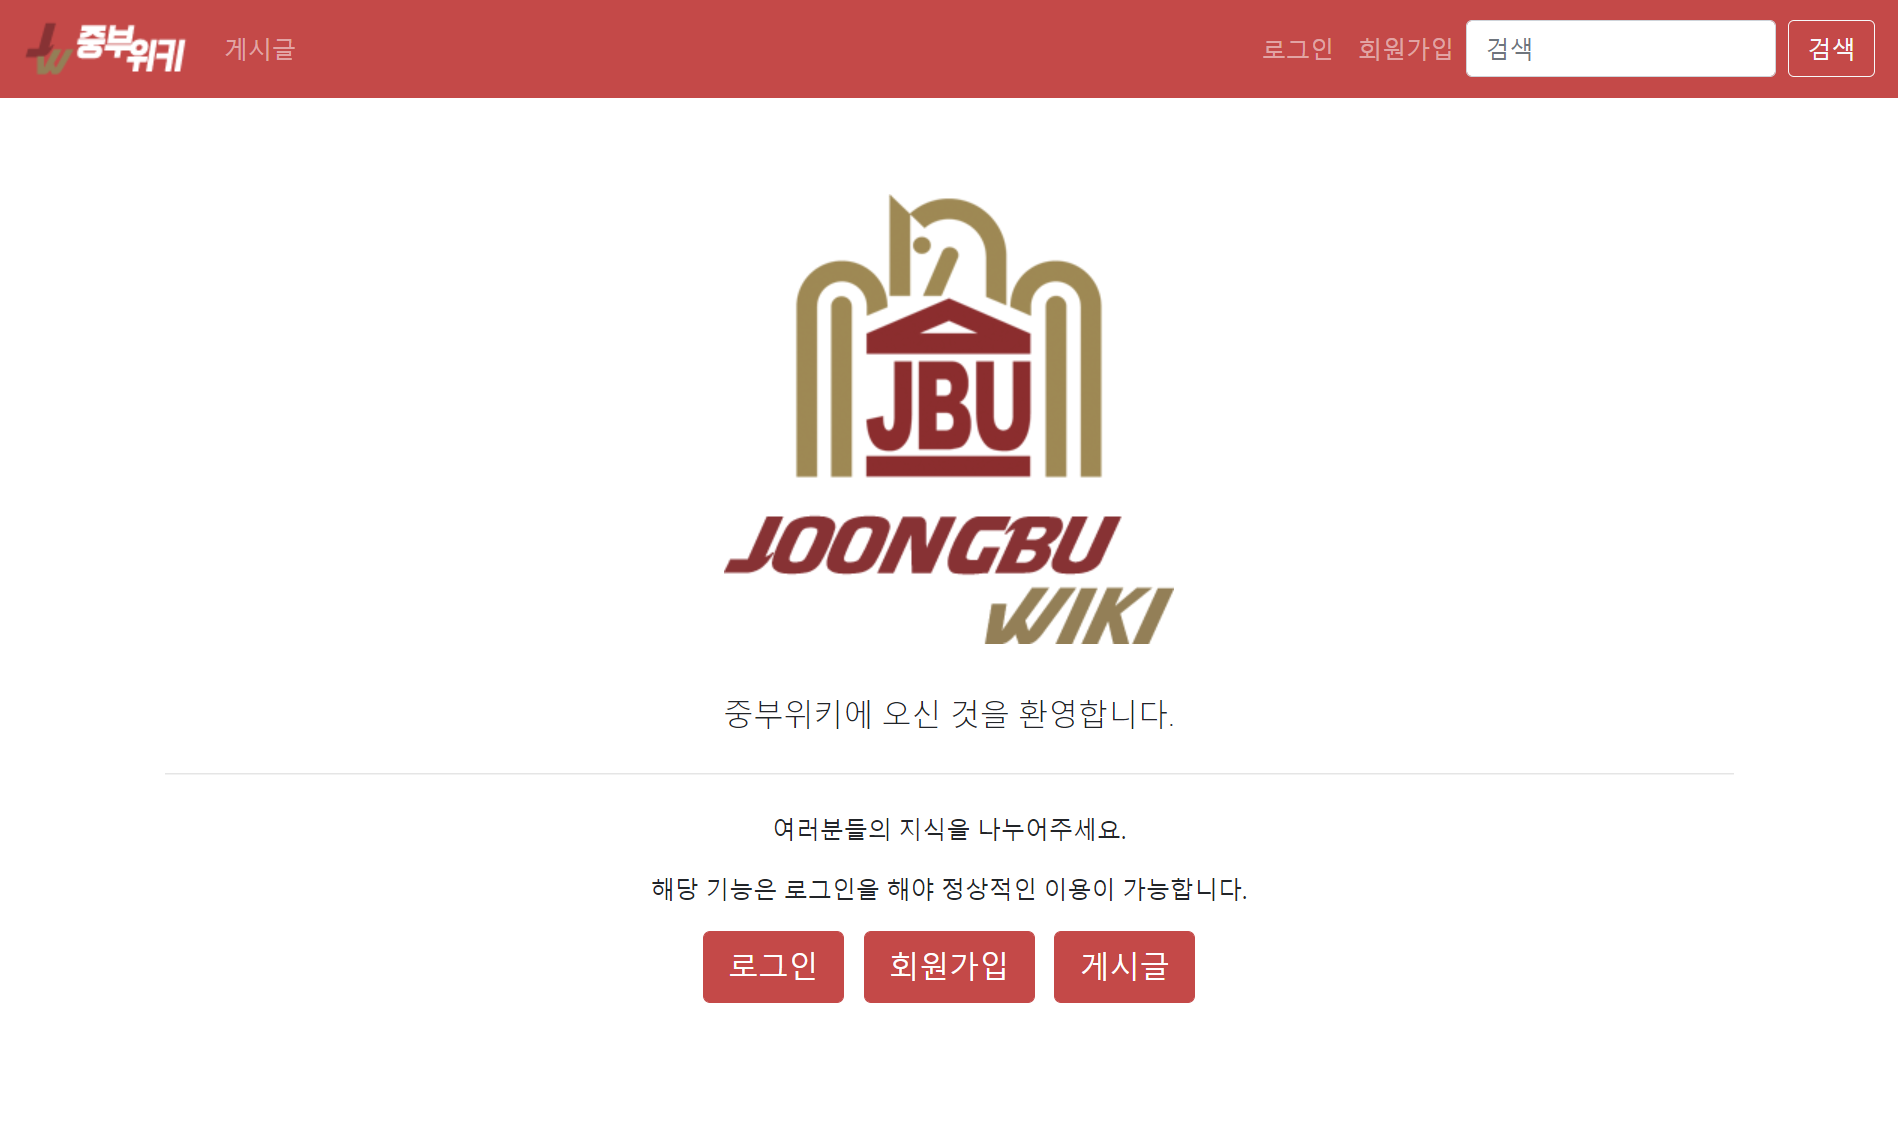 JW 중부위키 게시글 로그인 회원가입 검색 검색
JBU
JOONGBU
WIKI
중부위키에 오신 것을 환영합니다.
여러분들의 지식을 나누어주세요.
해당 기능은 로그인을 해야 정상적인 이용이 가능합니다.
로그인 회원가입 게시글